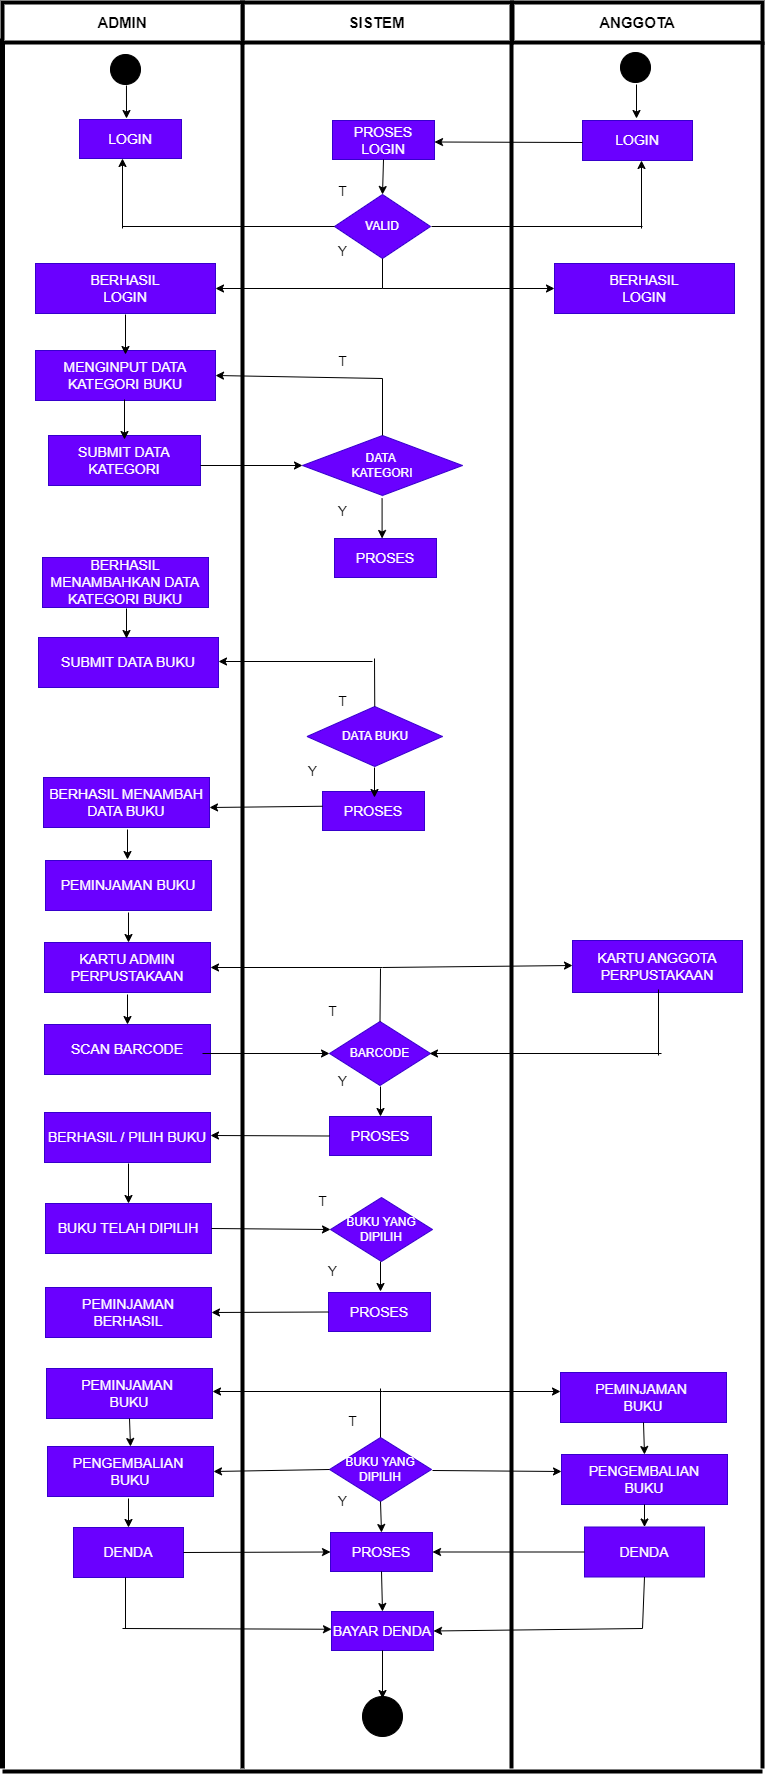 ADMIN
SISTEM
ANGGOTA
LOGIN
PROSES
LOGIN
LOGIN
T
VALID
Y
BERHASIL
LOGIN
BERHASIL
LOGIN
MENGINPUT DATA
KATEGORI BUKU
T
SUBMIT DATA
KATEGORI
DATA
KATEGORI
Y
PROSES
BERHASIL
MENAMBAHKAN DATA
KATEGORI BUKU
SUBMIT DATA BUKU
T
DATA BUKU
Y
BERHASIL MENAMBAH
DATA BUKU
PROSES
PEMINJAMAN BUKU
KARTU ADMIN
PERPUSTAKAAN
KARTU ANGGOTA
PERPUSTAKAAN
T
SCAN BARCODE
BARCODE
Y
BERHASIL / PILIH BUKU
PROSES
T
BUKU TELAH DIPILIH
BUKU YANG
DIPILIH
Y
PEMINJAMAN
BERHASIL
PROSES
PEMINJAMAN
BUKU
PEMINJAMAN
BUKU
T
PENGEMBALIAN
BUKU
BUKU YANG
DIPILIH
PENGEMBALIAN
BUKU
Y
DENDA
PROSES
DENDA
BAYAR DENDA